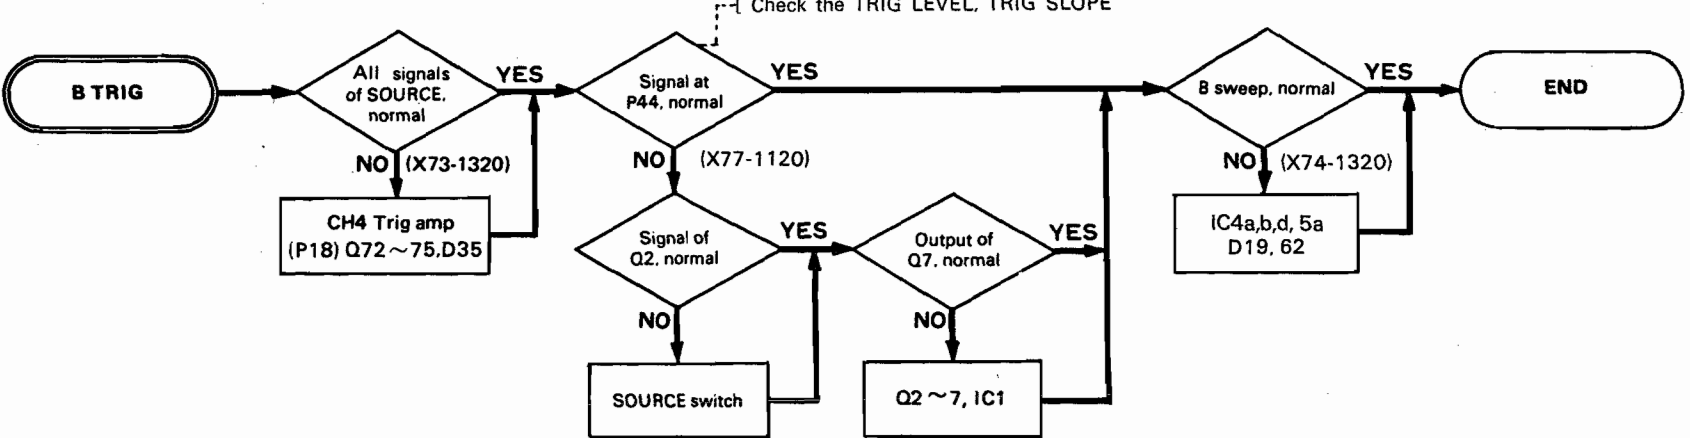 Check the TRIG LEVEL, TRIG SLOPE
B TRIG
All signals
of SOURCE,
normal
YES
NO
(X73-1320)
CH4 Trig amp
(P18) Q72~75,D35
Signal at
P44, normal
YES
NO
(X77-1120)
Signal of
Q2, normal
YES
NO
SOURCE switch
Output of
Q7, normal
YES
NO
Q2~7, IC1
B sweep, normal
YES
NO
(X74-1320)
IC4a,b,d, 5a
D19, 62
END